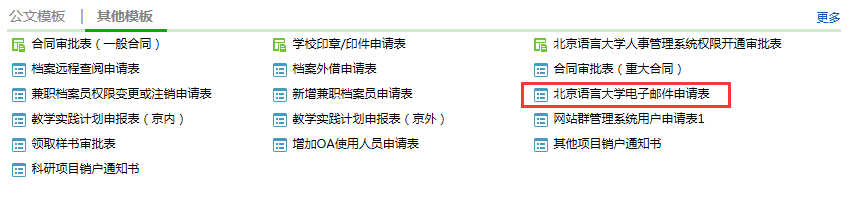 公文模板 其他模板 更多
合同审批表（一般合同） 学校印章/印件申请表 北京语言大学人事管理系统权限开通审批表
档案远程查阅申请表 档案外借申请表 合同审批表（重大合同）
兼职档案员权限变更或注销申请表 新增兼职档案员申请表 北京语言大学电子邮件申请表
教学实践计划申报表（京内） 教学实践计划申报表（京外） 网站群管理系统用户申请表1
领取样书审批表 增加OA使用人员申请表 其他项目销户通知书
科研项目销户通知书